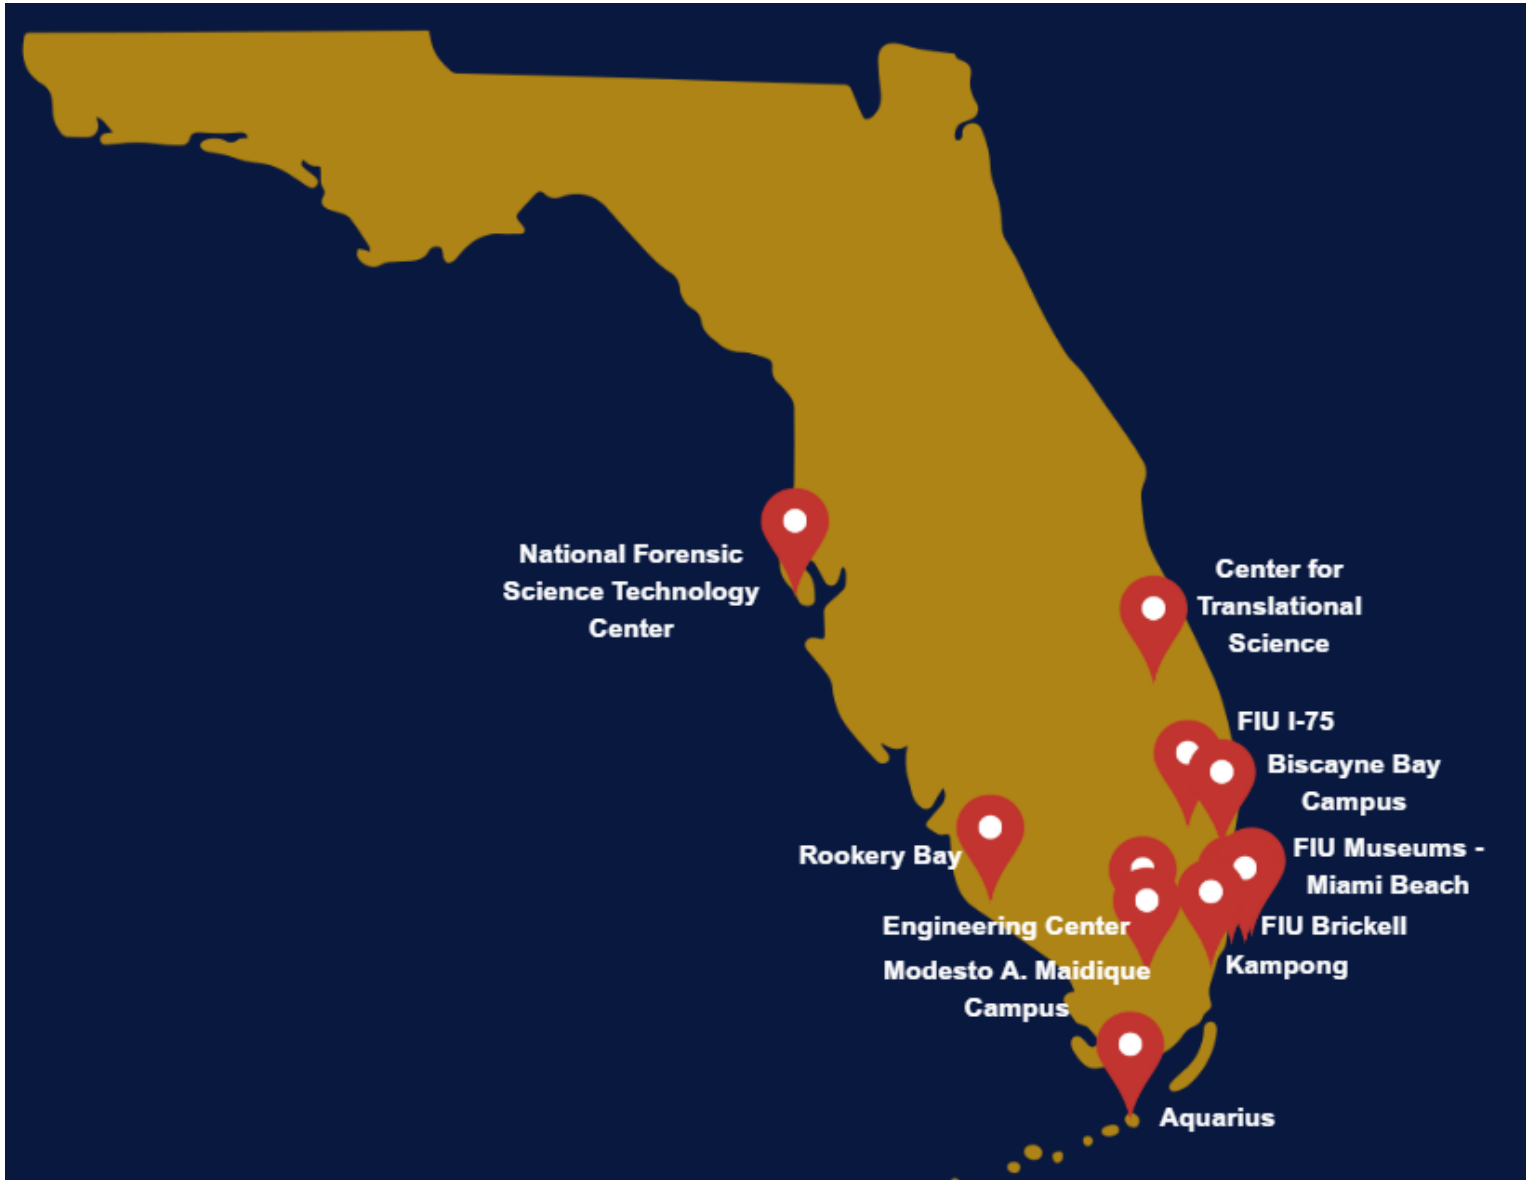 National Forensic
Science Technology
Center
Center for
Translational
Science
FIU I-75
Biscayne Bay
Campus
Rookery Bay
FIU Museums -
Miami Beach
Engineering Center
FIU Brickell
Modesto A. Maidique
Campus
Kampong
Aquarius